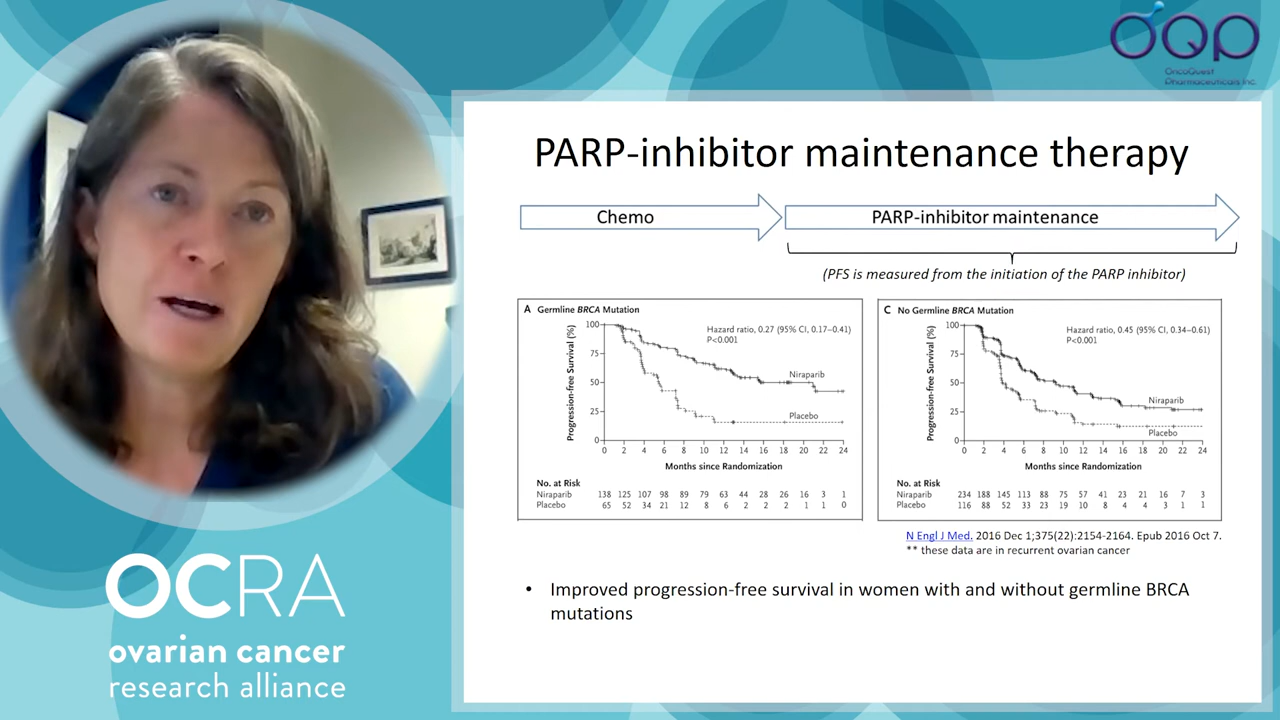 OQP
OncoQuest
Pharmaceuticals Inc.
PARP-inhibitor maintenance therapy
Chemo
PARP-inhibitor maintenance
(PFS is measured from the initiation of the PARP inhibitor)
A Germline BRCA Mutation
Progression-free Survival (%)
100
75
50
25
0
Hazard ratio, 0.27 (95% CI, 0.17–0.41)
P<0.001
Niraparib
Placebo
0 2 4 6 8 10 12 14 16 18 20 22 24
Months since Randomization
No. at Risk
Niraparib 138 125 107 98 89 79 63 44 28 26 16 3 1
Placebo 65 52 34 21 12 8 6 2 2 2 1 1 0
C No Germline BRCA Mutation
Progression-free Survival (%)
100
75
50
25
0
Hazard ratio, 0.45 (95% CI, 0.34–0.61)
P<0.001
Niraparib
Placebo
0 2 4 6 8 10 12 14 16 18 20 22 24
Months since Randomization
No. at Risk
Niraparib 234 188 145 113 88 75 57 41 23 21 16 7 3
Placebo 116 88 52 33 23 19 10 8 4 4 3 1 1
N Engl J Med. 2016 Dec 1;375(22):2154-2164. Epub 2016 Oct 7.
** these data are in recurrent ovarian cancer
• Improved progression-free survival in women with and without germline BRCA
mutations
OCRA
ovarian cancer
research alliance